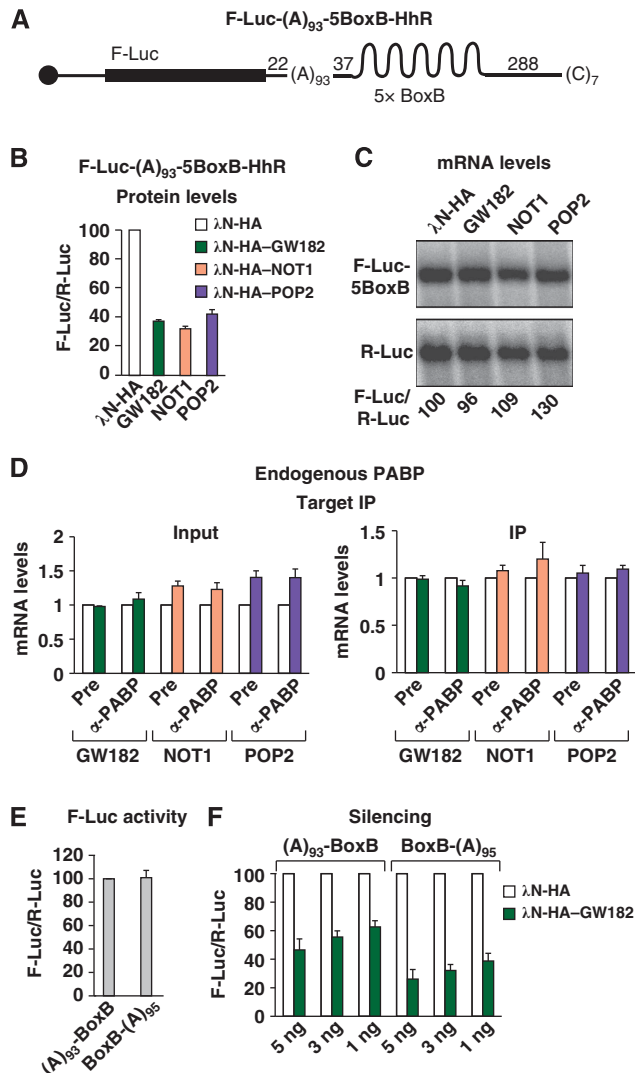 A
F-Luc-(A)93-5BoxB-HhR
F-Luc
22
(A)93
37
288
(C)7
5× BoxB
B
F-Luc-(A)93-5BoxB-HhR
Protein levels
F-Luc/R-Luc
100
80
60
40
20
0
λN-HA
λN-HA–GW182
λN-HA–NOT1
λN-HA–POP2
λN-HA
GW182
NOT1
POP2
C
mRNA levels
λN-HA
GW182
NOT1
POP2
F-Luc-
5BoxB
R-Luc
F-Luc/
R-Luc
100
96
109
130
D
Endogenous PABP
Target IP
Input
mRNA levels
2
1.5
1
0.5
0
Pre
α-PABP
Pre
α-PABP
Pre
α-PABP
GW182
NOT1
POP2
IP
mRNA levels
1.5
1
0.5
0
Pre
α-PABP
Pre
α-PABP
Pre
α-PABP
GW182
NOT1
POP2
E
F-Luc activity
F-Luc/R-Luc
120
100
80
60
40
20
0
(A)93-BoxB
BoxB-(A)95
F
Silencing
(A)93-BoxB
BoxB-(A)95
F-Luc/R-Luc
100
80
60
40
20
0
λN-HA
λN-HA–GW182
5 ng
3 ng
1 ng
5 ng
3 ng
1 ng